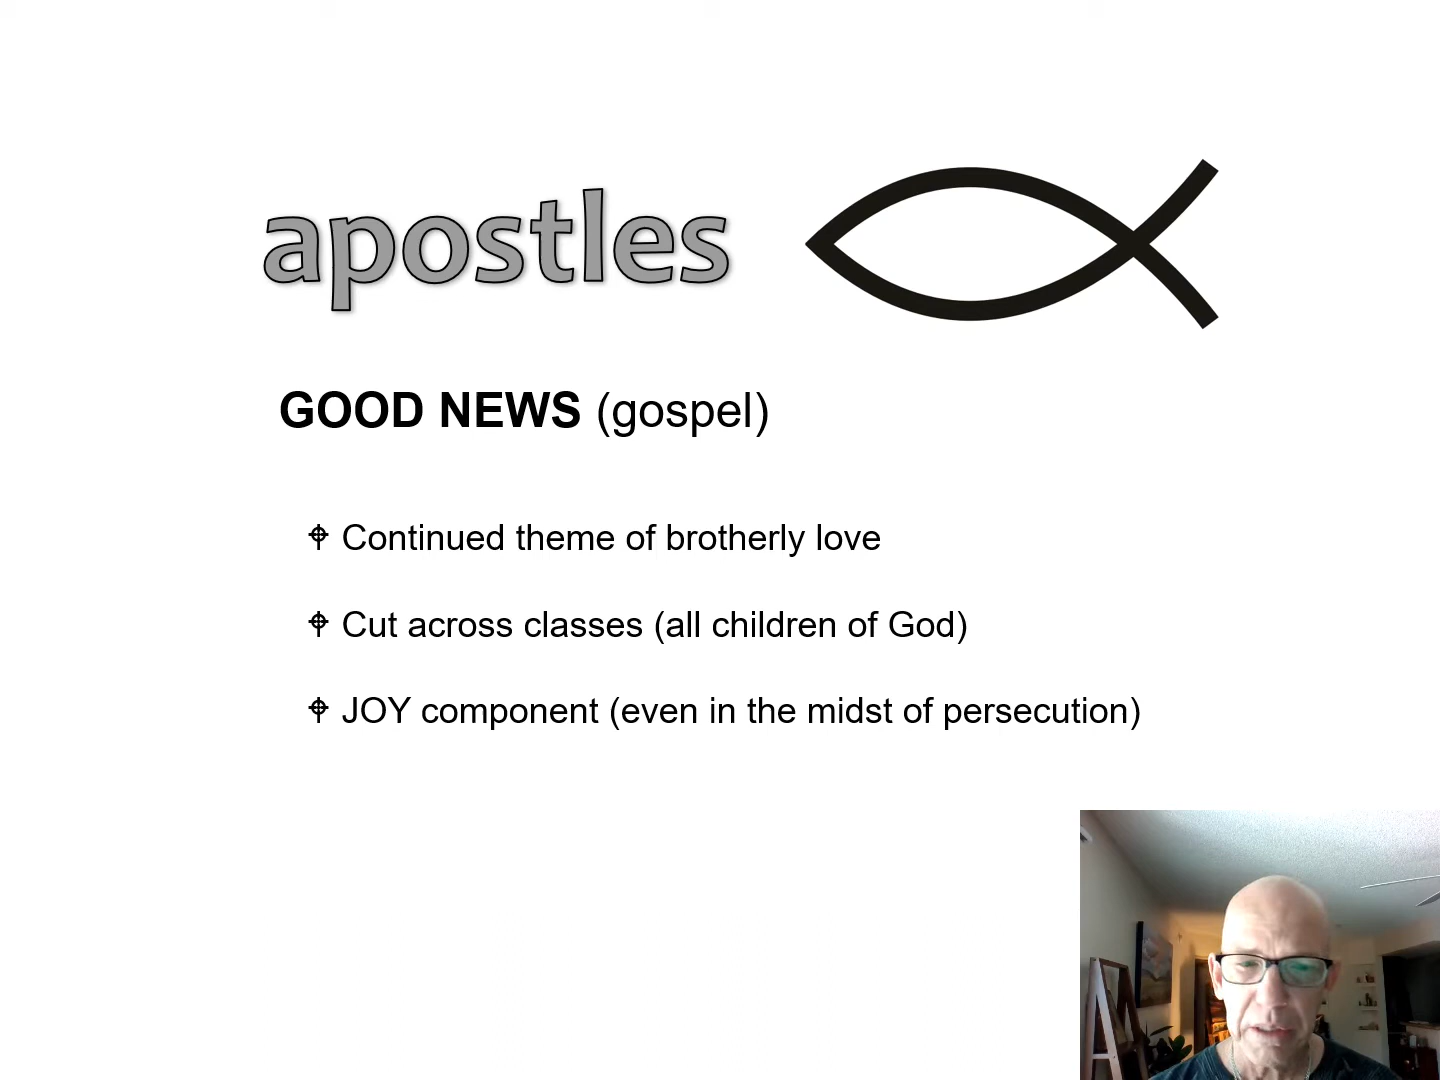 apostles
GOOD NEWS (gospel)
⌖ Continued theme of brotherly love
⌖ Cut across classes (all children of God)
⌖ JOY component (even in the midst of persecution)